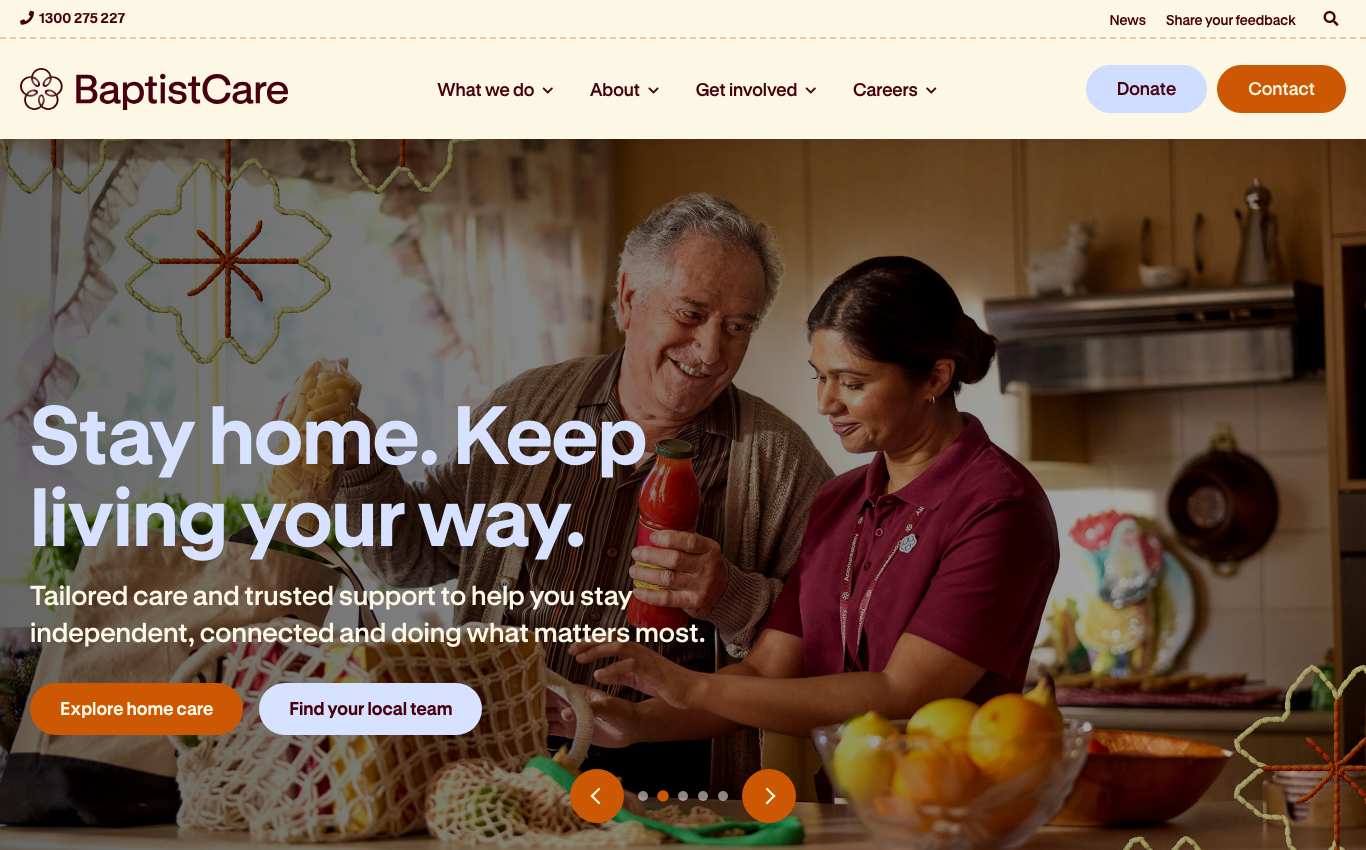 1300 275 227
News
Share your feedback
BaptistCare
What we do
About
Get involved
Careers
Donate
Contact
Stay home. Keep
living your way.
Tailored care and trusted support to help you stay
independent, connected and doing what matters most.
Explore home care
Find your local team